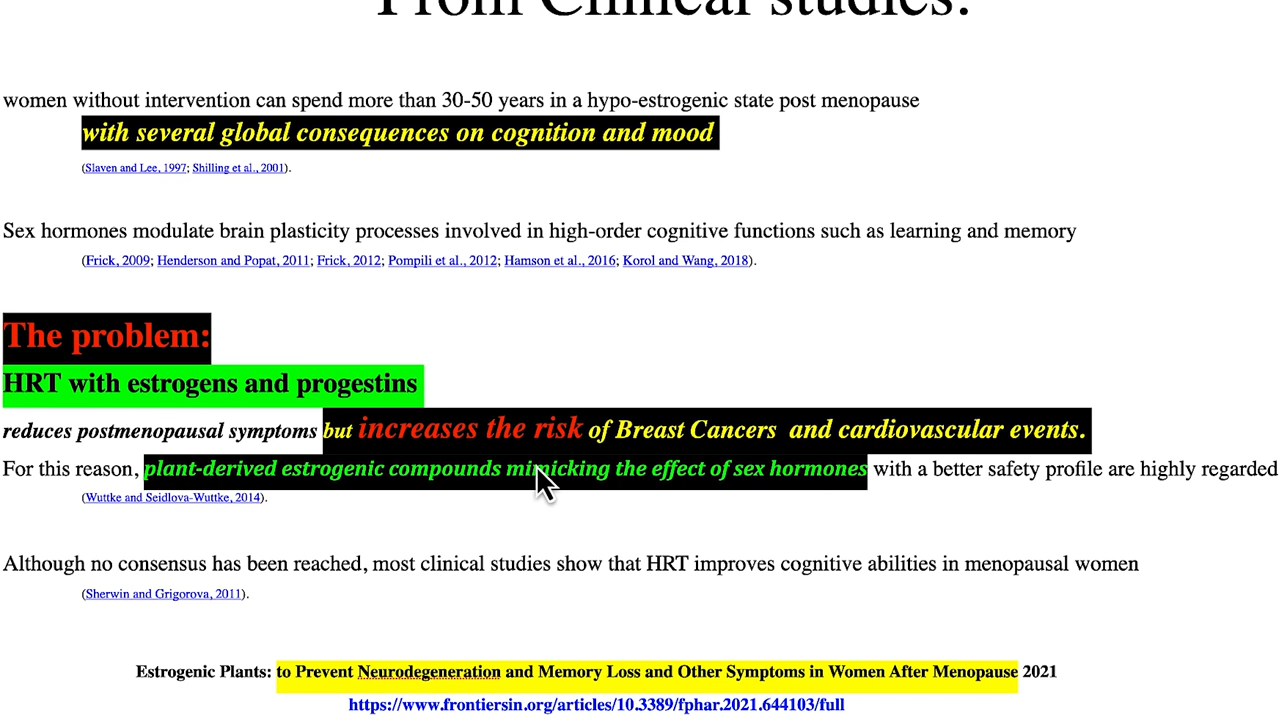 From Clinical studies:
women without intervention can spend more than 30-50 years in a hypo-estrogenic state post menopause
with several global consequences on cognition and mood
(Slaven and Lee, 1997; Shilling et al., 2001).
Sex hormones modulate brain plasticity processes involved in high-order cognitive functions such as learning and memory
(Frick, 2009; Henderson and Popat, 2011; Frick, 2012; Pompili et al., 2012; Hamson et al., 2016; Korol and Wang, 2018).
The problem:
HRT with estrogens and progestins
reduces postmenopausal symptoms but increases the risk of Breast Cancers and cardiovascular events.
For this reason, plant-derived estrogenic compounds mimicking the effect of sex hormones with a better safety profile are highly regarded
(Wuttke and Seidlova-Wuttke, 2014).
Although no consensus has been reached, most clinical studies show that HRT improves cognitive abilities in menopausal women
(Sherwin and Grigorova, 2011).
Estrogenic Plants: to Prevent Neurodegeneration and Memory Loss and Other Symptoms in Women After Menopause 2021
https://www.frontiersin.org/articles/10.3389/fphar.2021.644103/full